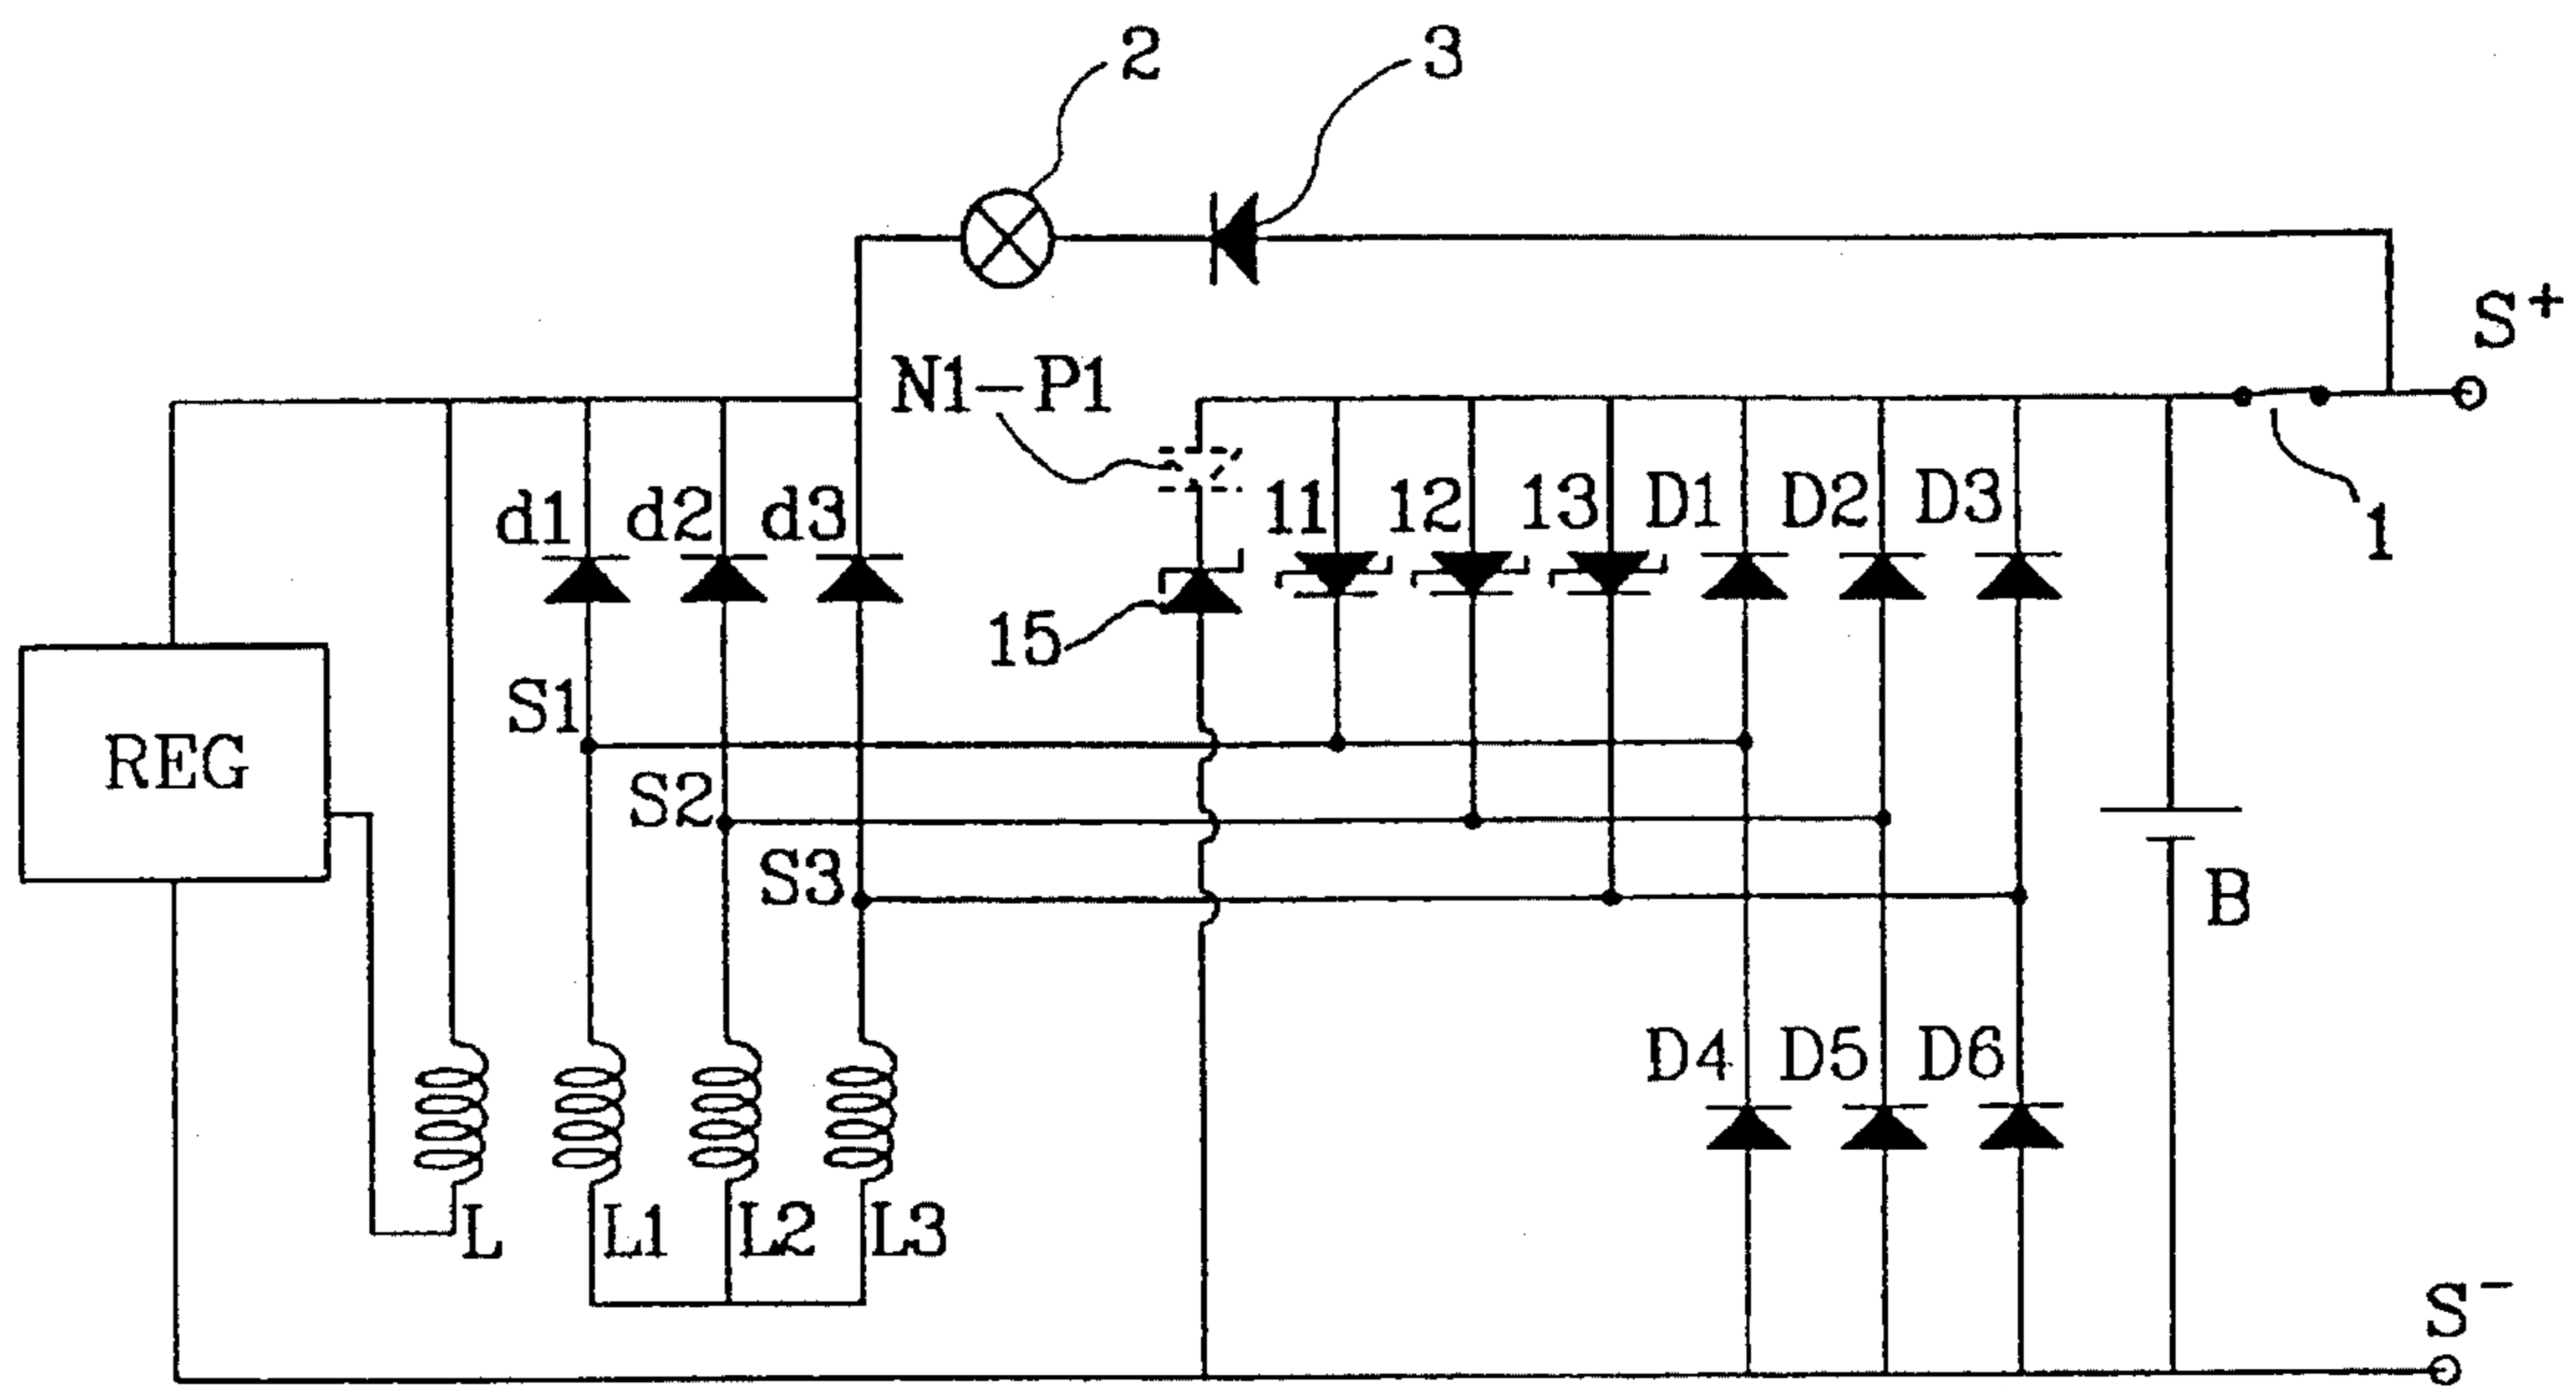 2
3
S+
N1-P1
d1
d2
d3
11
12
13
D1
D2
D3
1
15
S1
REG
S2
S3
B
D4
D5
D6
L
L1
L2
L3
S-